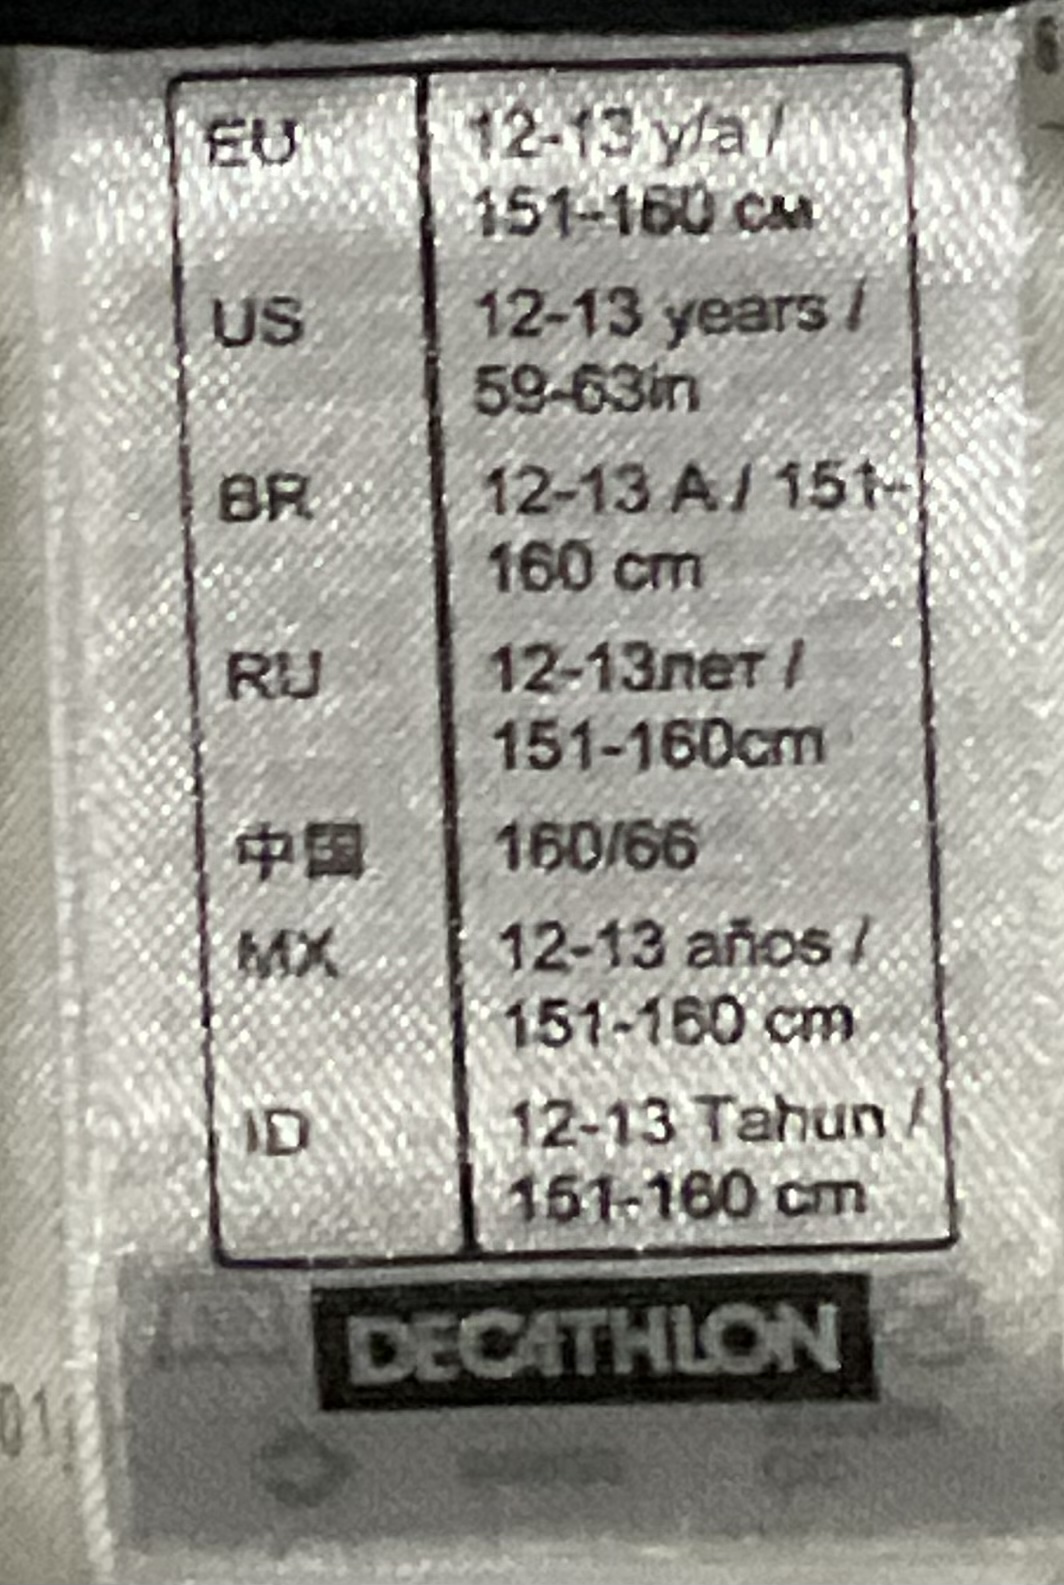 EU 12-13 y/a /
151-160 см
US 12-13 years /
59-63in
BR 12-13 A / 151-
160 cm
RU 12-13лет /
151-160cm
中国 160/66
MX 12-13 años /
151-160 cm
ID 12-13 Tahun /
151-160 cm
DECATHLON
01